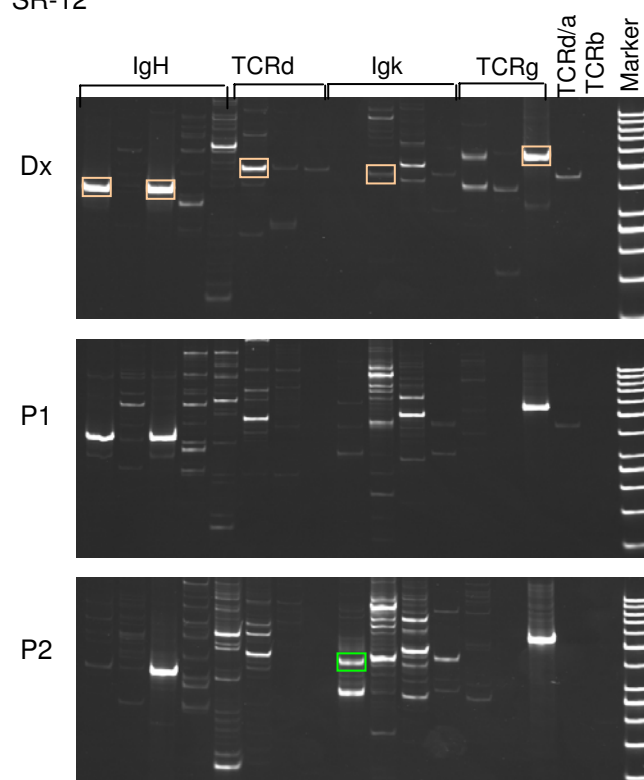 SR-12
IgH
TCRd
Igk
TCRg
TCRd/a
TCRb
Marker
Dx
P1
P2